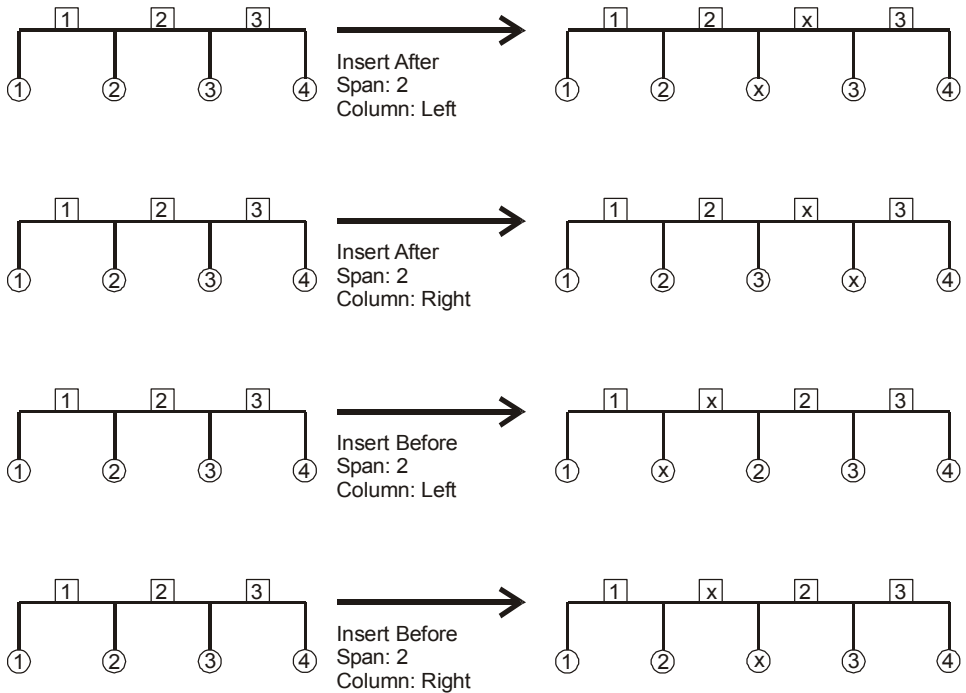 1 2 3 1 2 x 3
Insert After
Span: 2
Column: Left
1 2 3 4 1 2 x 3 4
1 2 3 1 2 x 3
Insert After
Span: 2
Column: Right
1 2 3 4 1 2 3 x 4
1 2 3 1 x 2 3
Insert Before
Span: 2
Column: Left
1 2 3 4 1 x 2 3 4
1 2 3 1 x 2 3
Insert Before
Span: 2
Column: Right
1 2 3 4 1 2 x 3 4